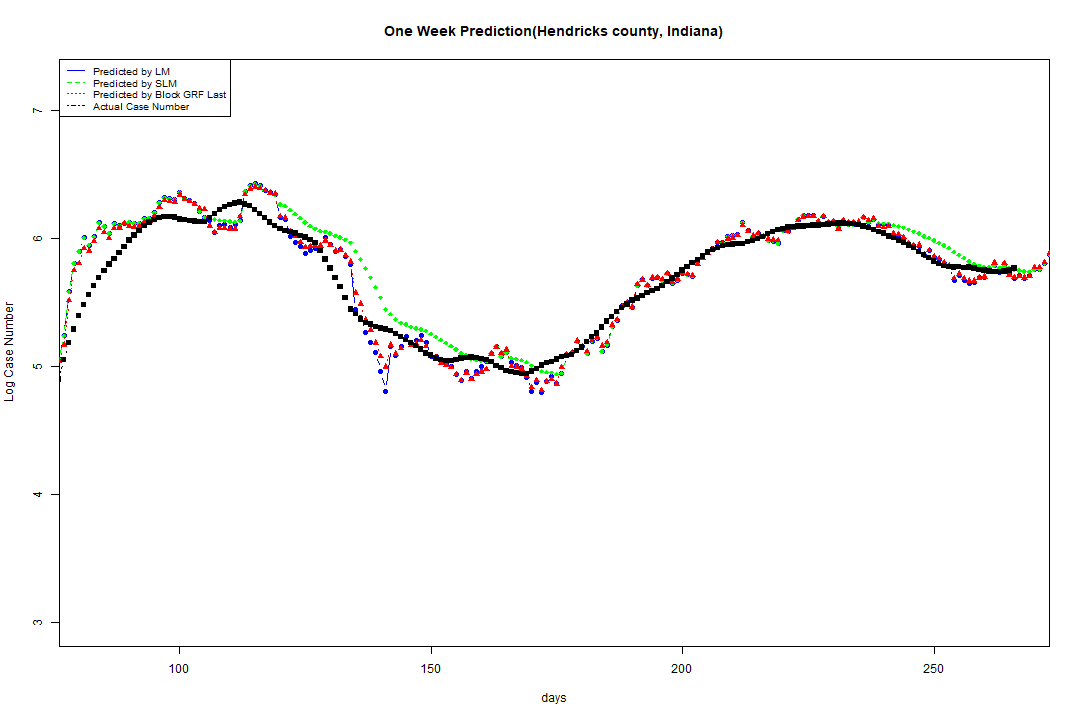 One Week Prediction(Hendricks county, Indiana)
Predicted by LM
Predicted by SLM
Predicted by Block GRF Last
Actual Case Number
7
6
5
4
3
Log Case Number
100 150 200 250
days